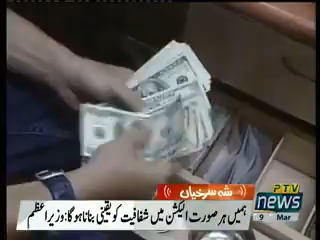 شہ سرخیاں
PTV
news
9 Mar
ہمیں ہر صورت الیکشن میں شفافیت کو یقینی بنانا ہوگا: وزیراعظم